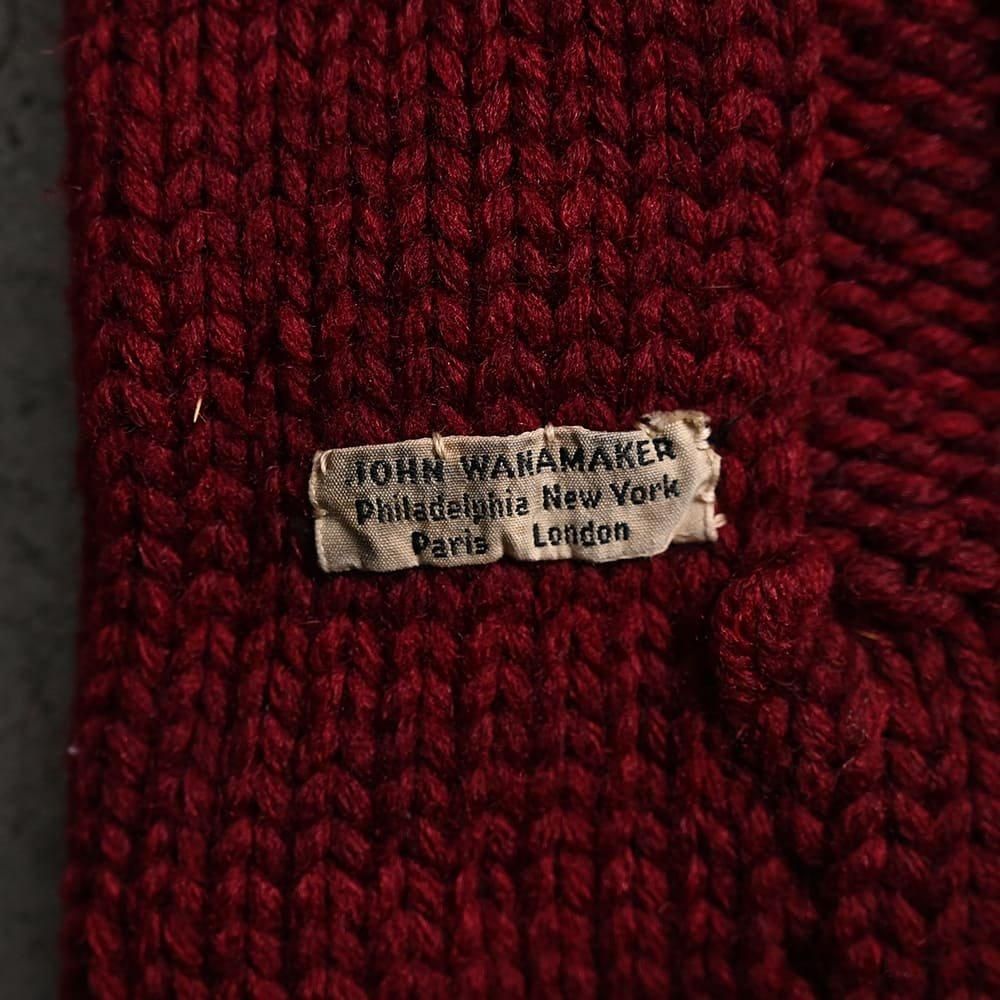 JOHN WANAMAKER
Philadelphia New York
Paris London